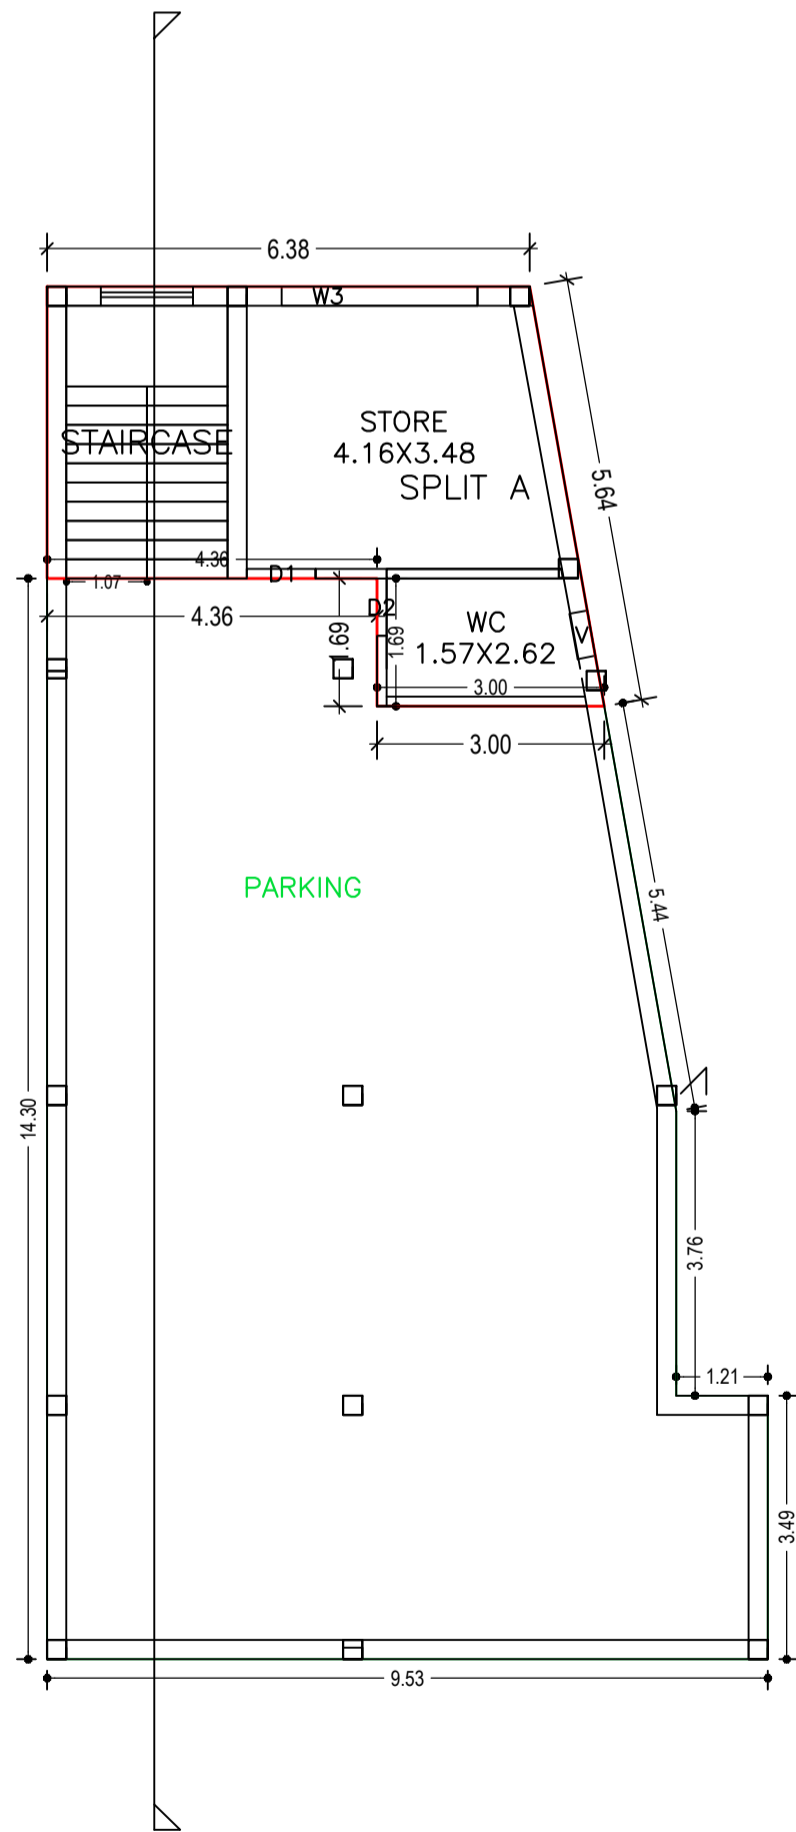 6.38
W3
STORE
4.16X3.48
STAIRCASE
SPLIT A
5.64
4.36
D1
1.07
D2
4.36
1.69
1.69
WC
1.57X2.62
V
3.00
3.00
PARKING
5.44
14.30
3.76
1.21
3.49
9.53